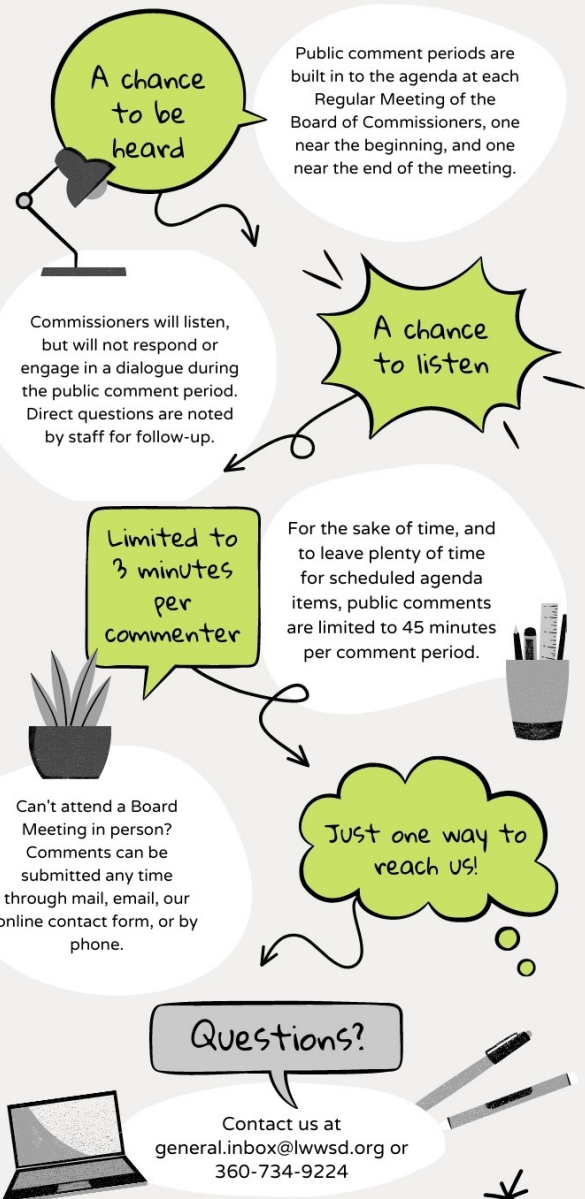 A chance
to be
heard
Public comment periods are
built in to the agenda at each
Regular Meeting of the
Board of Commissioners, one
near the beginning, and one
near the end of the meeting.
A chance
to listen
Commissioners will listen,
but will not respond or
engage in a dialogue during
the public comment period.
Direct questions are noted
by staff for follow-up.
Limited to
3 minutes
per
commenter
For the sake of time, and
to leave plenty of time
for scheduled agenda
items, public comments
are limited to 45 minutes
per comment period.
Just one way to
reach us!
Can't attend a Board
Meeting in person?
Comments can be
submitted any time
through mail, email, our
online contact form, or by
phone.
Questions?
Contact us at
general.inbox@lwwsd.org or
360-734-9224